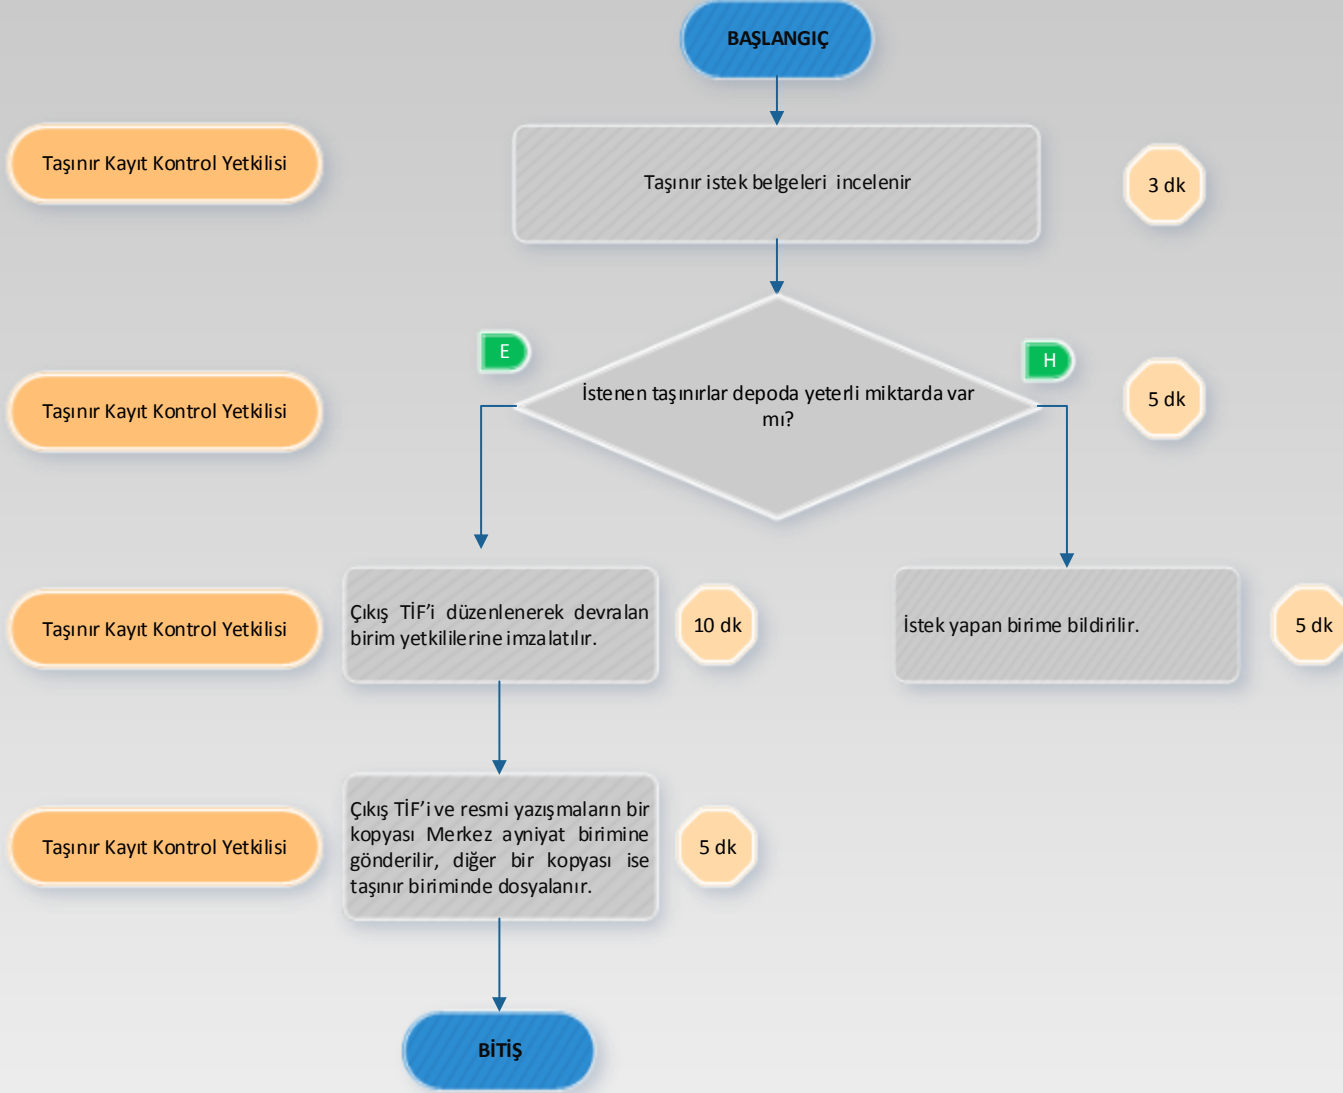 BAŞLANGIÇ
Taşınır Kayıt Kontrol Yetkilisi
Taşınır istek belgeleri incelenir
3 dk
E
H
Taşınır Kayıt Kontrol Yetkilisi
İstenen taşınırlar depoda yeterli miktarda var
mı?
5 dk
Taşınır Kayıt Kontrol Yetkilisi
Çıkış TİF’i düzenlenerek devralan
birim yetkililerine imzalatılır.
10 dk
İstek yapan birime bildirilir.
5 dk
Taşınır Kayıt Kontrol Yetkilisi
Çıkış TİF’i ve resmi yazışmaların bir
kopyası Merkez ayniyat birimine
gönderilir, diğer bir kopyası ise
taşınır biriminde dosyalanır.
5 dk
BİTİŞ